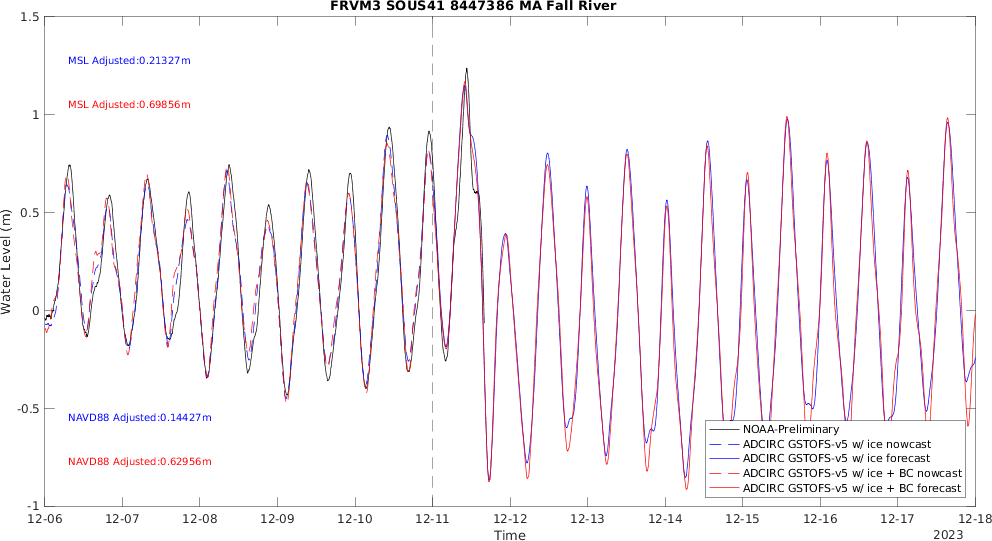 FRVM3 SOUS41 8447386 MA Fall River
1.5
1
0.5
0
-0.5
-1
Water Level (m)
MSL Adjusted:0.21327m
MSL Adjusted:0.69856m
NAVD88 Adjusted:0.14427m
NAVD88 Adjusted:0.62956m
NOAA-Preliminary
ADCIRC GSTOFS-v5 w/ ice nowcast
ADCIRC GSTOFS-v5 w/ ice forecast
ADCIRC GSTOFS-v5 w/ ice + BC nowcast
ADCIRC GSTOFS-v5 w/ ice + BC forecast
12-06 12-07 12-08 12-09 12-10 12-11 12-12 12-13 12-14 12-15 12-16 12-17 12-18
Time
2023